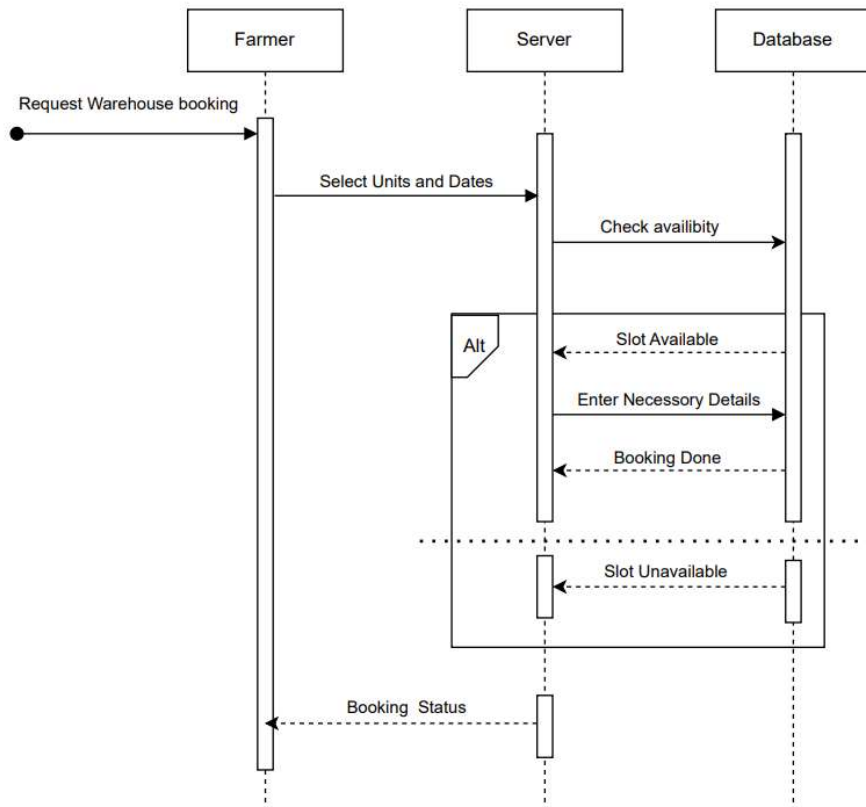 Farmer
Server
Database
Request Warehouse booking
Select Units and Dates
Check availibity
Alt
Slot Available
Enter Necessory Details
Booking Done
Slot Unavailable
Booking Status